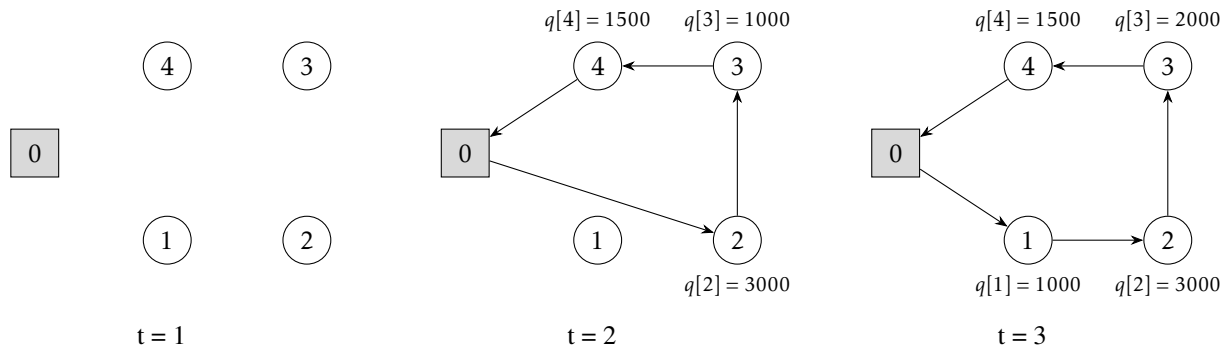 4 3
0
1 2
t = 1
q[4] = 1500 q[3] = 1000
4 3
0
1 2
q[2] = 3000
t = 2
q[4] = 1500 q[3] = 2000
4 3
0
1 2
q[1] = 1000 q[2] = 3000
t = 3